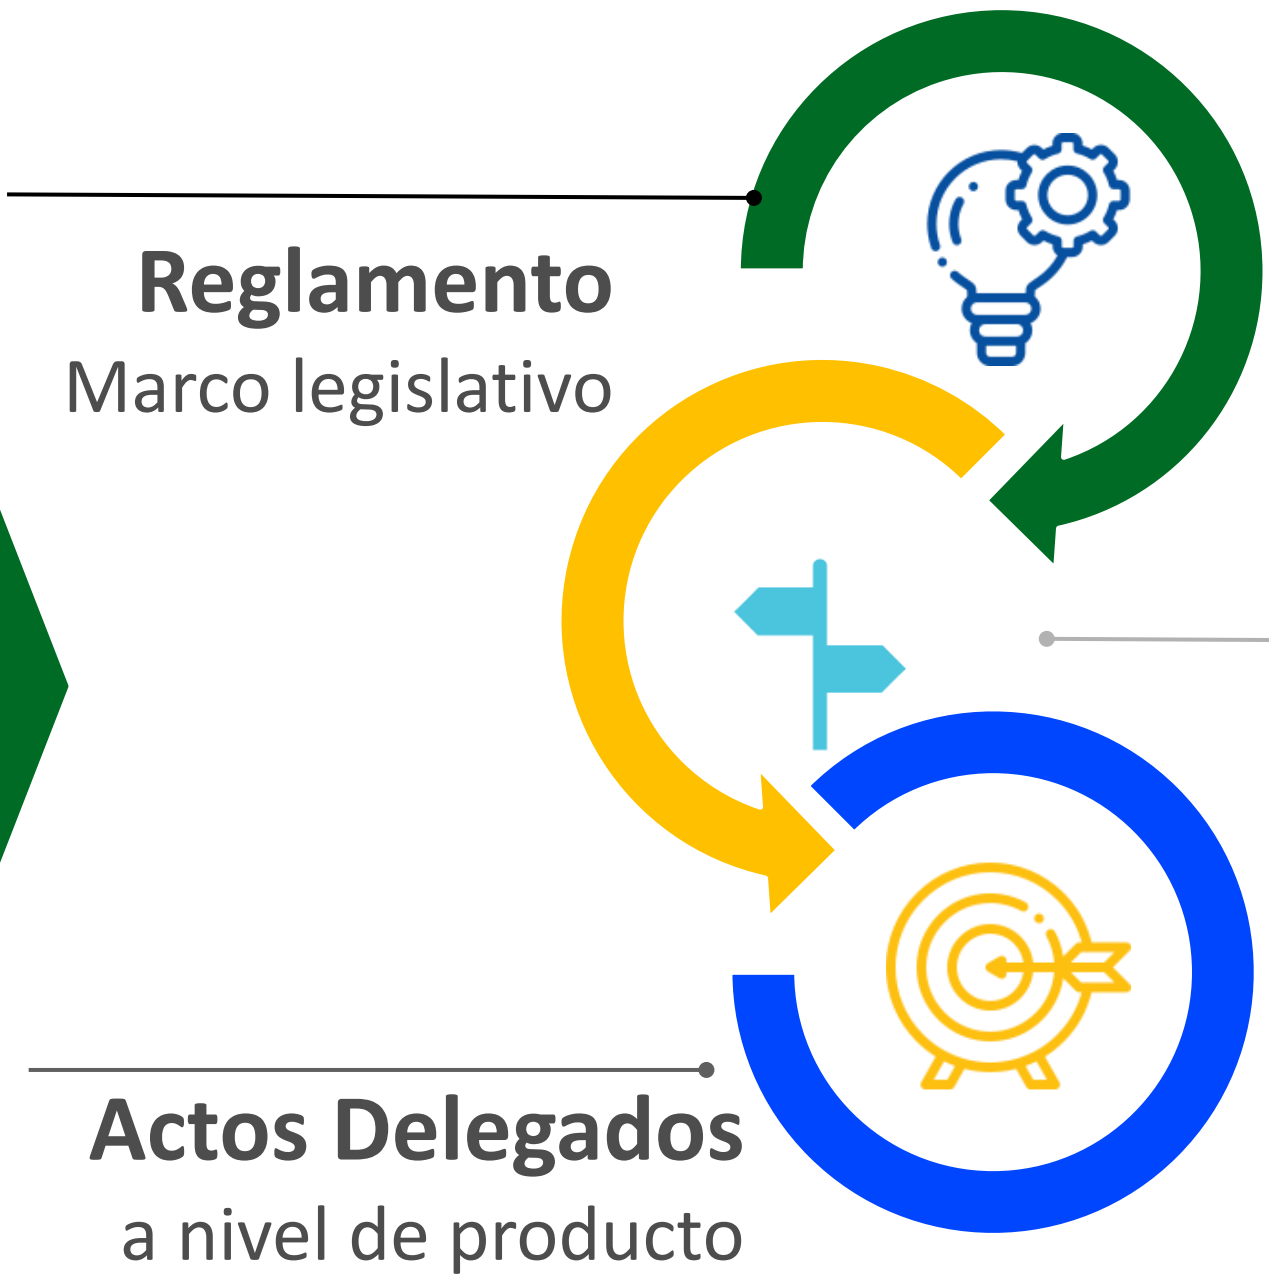 Reglamento
Marco legislativo
Actos Delegados
a nivel de producto